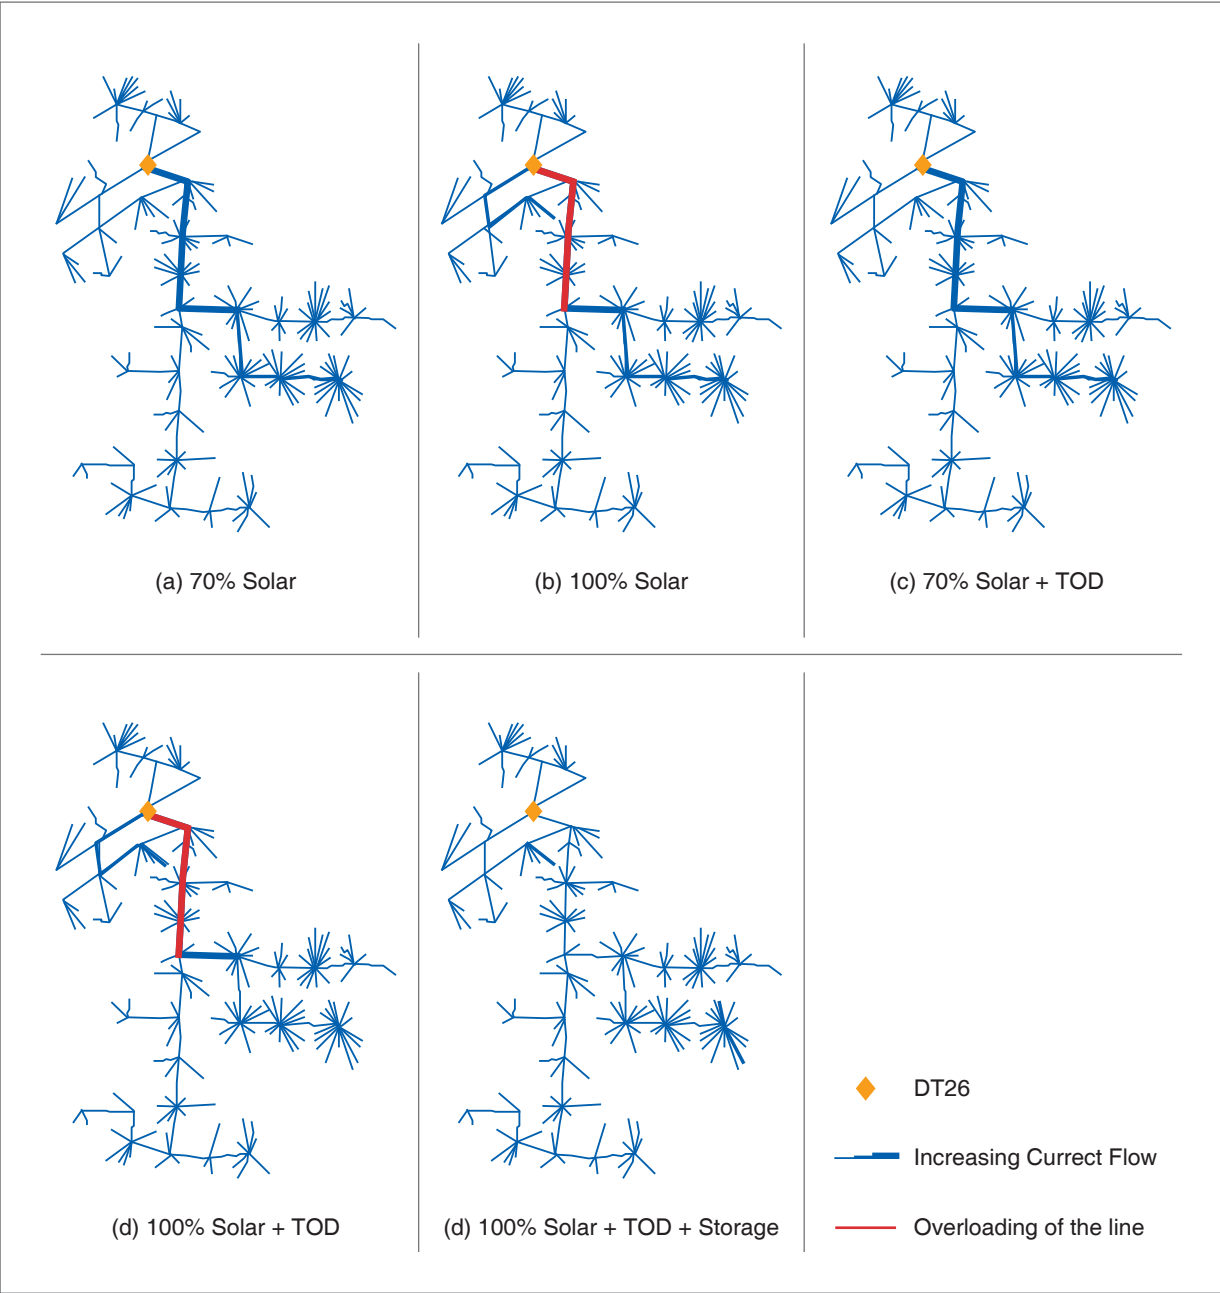 (a) 70% Solar
(b) 100% Solar
(c) 70% Solar + TOD
(d) 100% Solar + TOD
(d) 100% Solar + TOD + Storage
DT26
Increasing Currect Flow
Overloading of the line